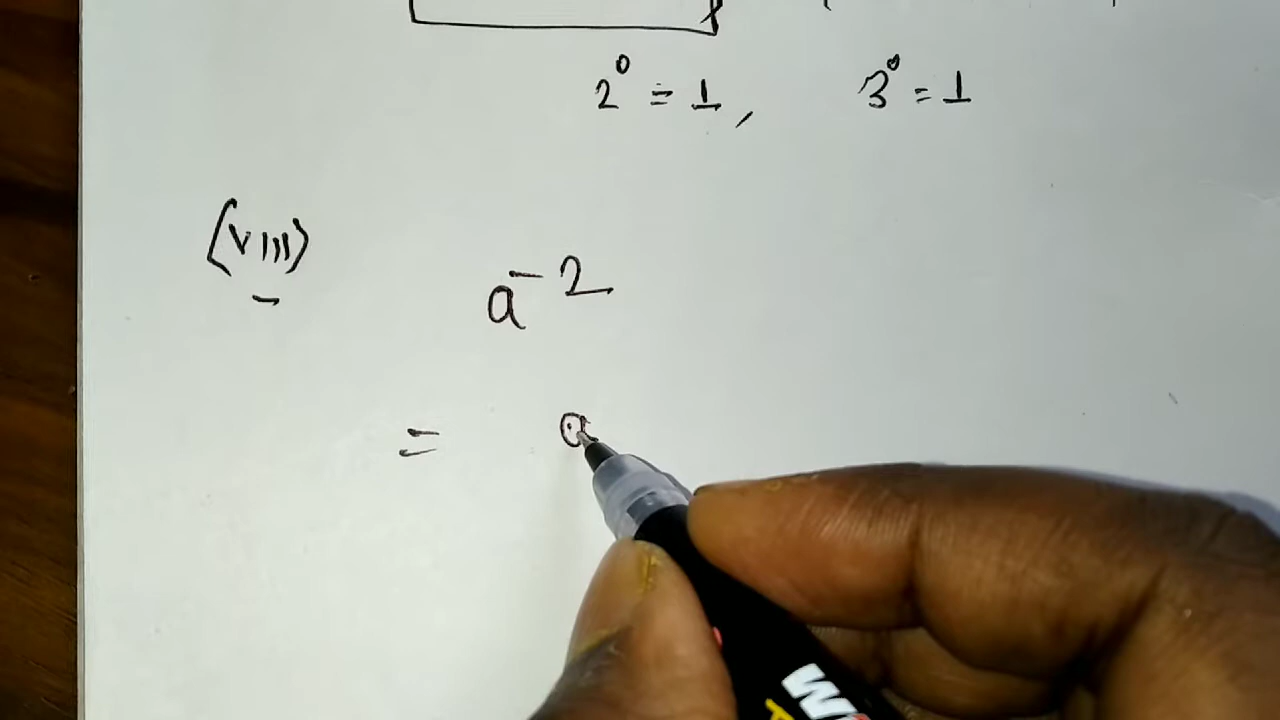 2⁰ = 1, 3⁰ = 1
(VIII) a⁻²
= a